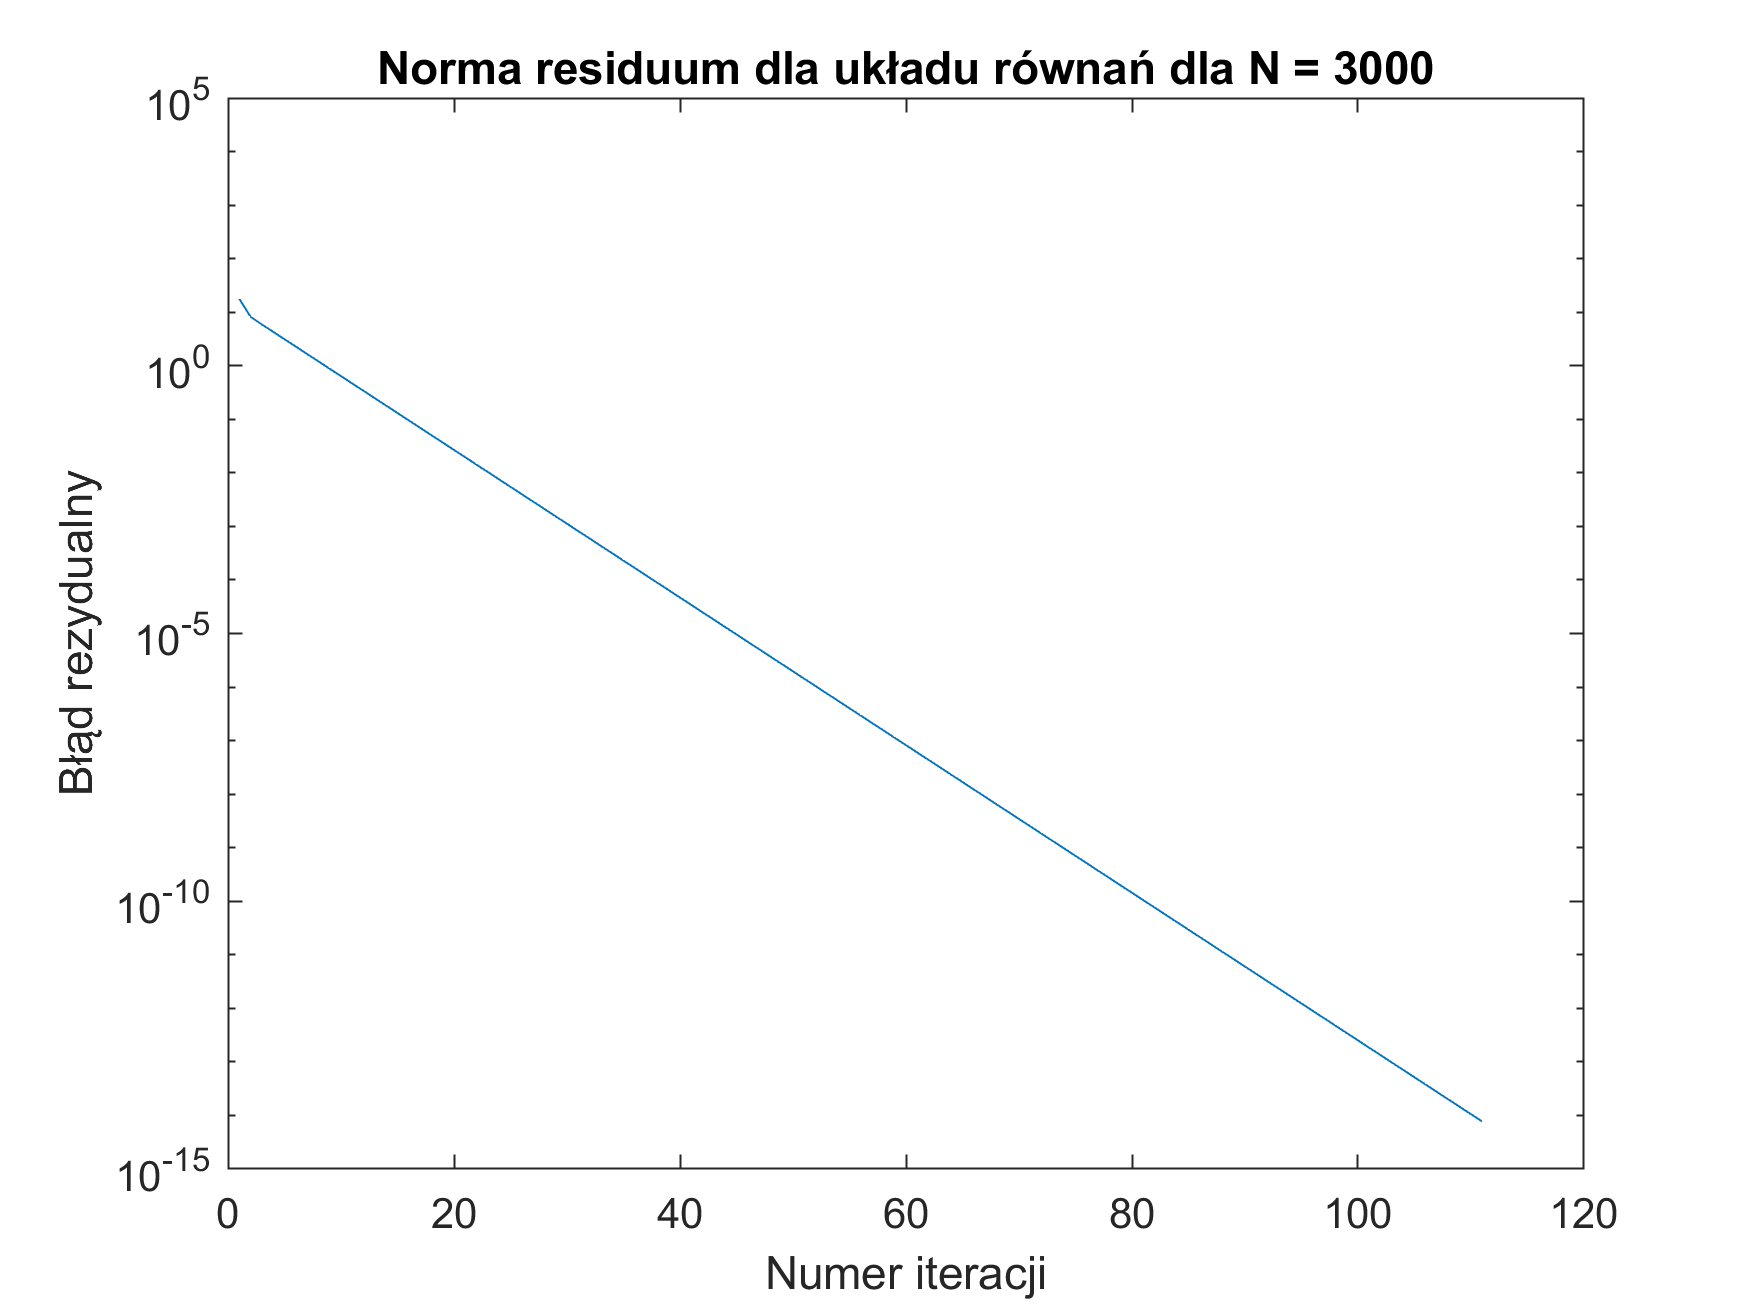 Norma residuum dla układu równań dla N = 3000
10^5
10^0
10^-5
10^-10
10^-15
Błąd rezydualny
0 20 40 60 80 100 120
Numer iteracji